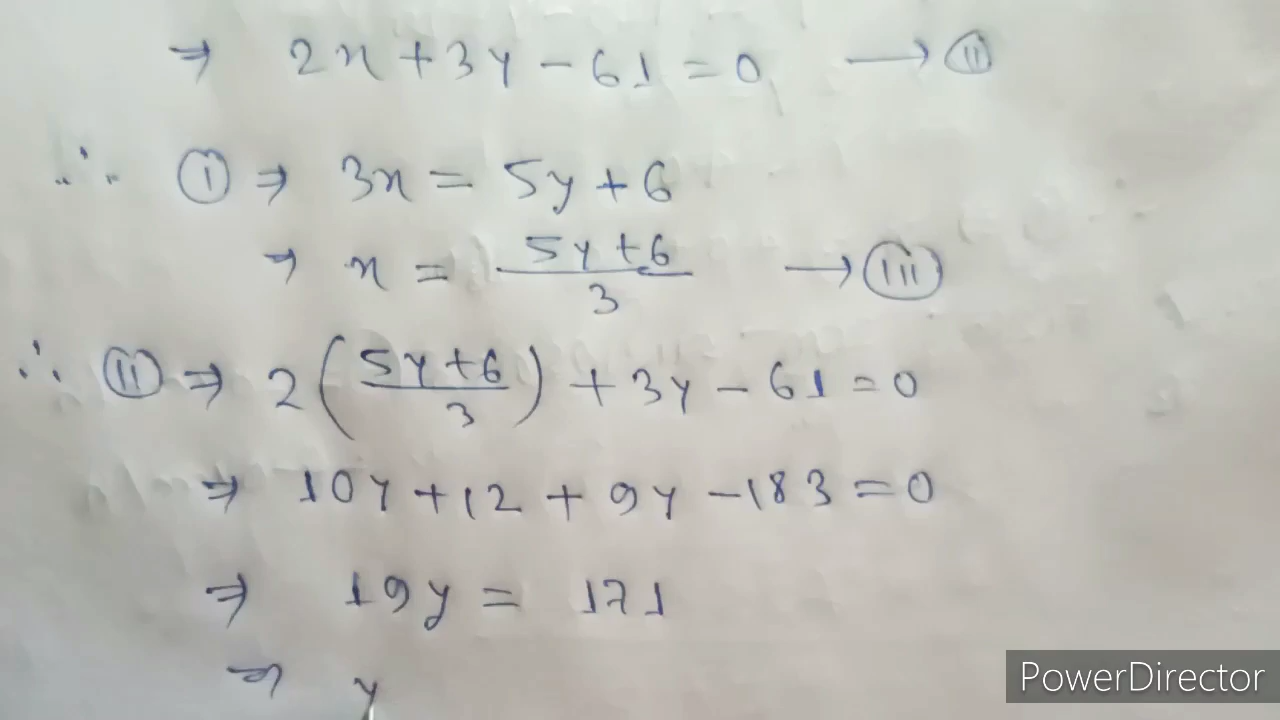 ⇒ 2x + 3y - 61 = 0 → (ii)
∴ (i) ⇒ 3x = 5y + 6
⇒ x = (5y + 6)/3 → (iii)
∴ (ii) ⇒ 2((5y + 6)/3) + 3y - 61 = 0
⇒ 10y + 12 + 9y - 183 = 0
⇒ 19y = 171
⇒ y
PowerDirector